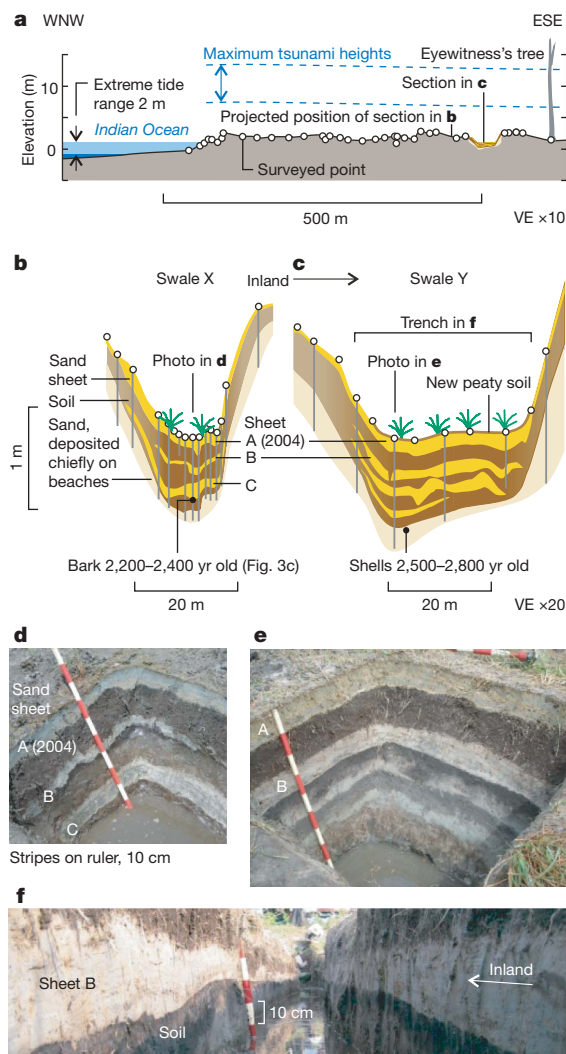 a WNW ESE
Maximum tsunami heights
Eyewitness's tree
Extreme tide
range 2 m
Section in c
Indian Ocean
Projected position of section in b
Elevation (m)
10
0
Surveyed point
500 m
VE ×10
b
c
Swale X
Inland
Swale Y
Trench in f
Photo in d
Photo in e
New peaty soil
Sand
sheet
Soil
Sand,
deposited
chiefly on
beaches
1 m
Sheet
A (2004)
B
C
Bark 2,200–2,400 yr old (Fig. 3c)
Shells 2,500–2,800 yr old
20 m
20 m
VE ×20
d
Sand
sheet
A (2004)
B
C
Stripes on ruler, 10 cm
e
A
B
f
Sheet B
Soil
10 cm
Inland